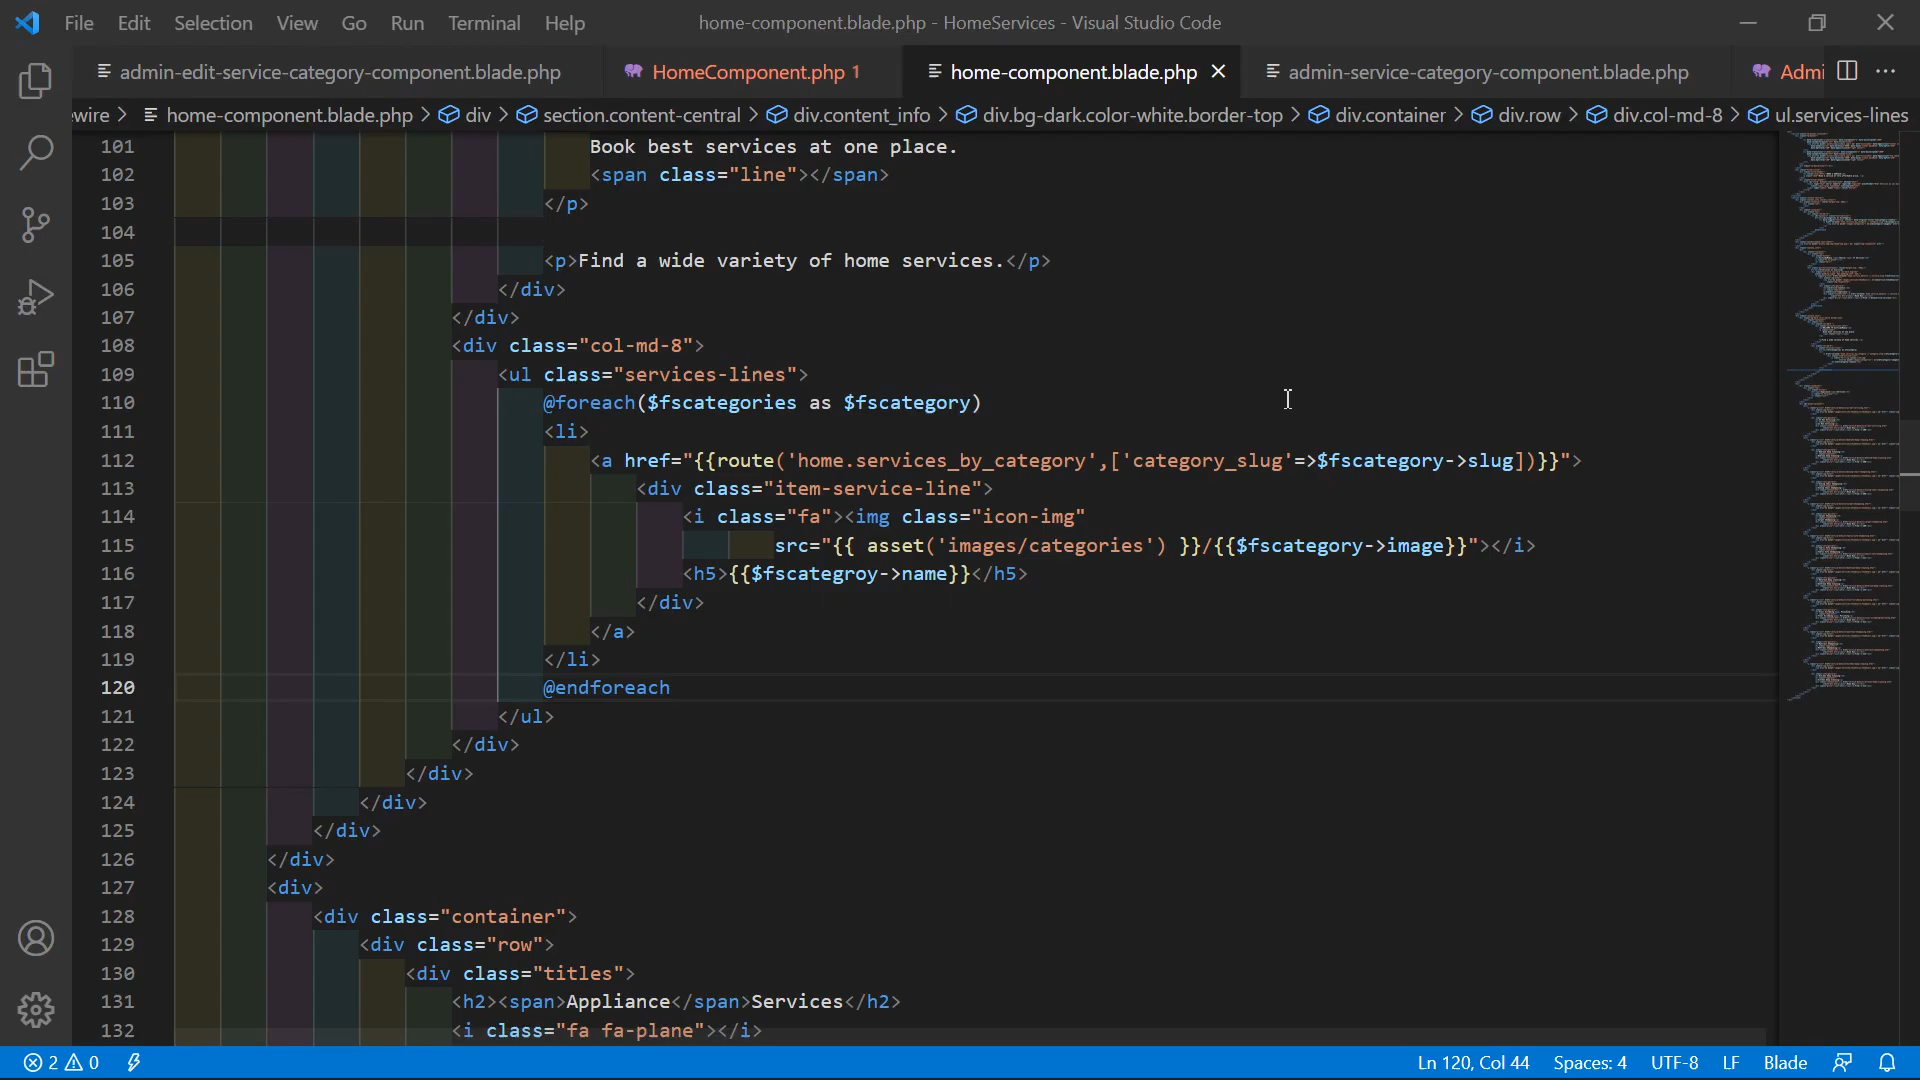 File Edit Selection View Go Run Terminal Help home-component.blade.php - HomeServices - Visual Studio Code
admin-edit-service-category-component.blade.php HomeComponent.php 1 home-component.blade.php admin-service-category-component.blade.php Admi
ewire > home-component.blade.php > div > section.content-central > div.content_info > div.bg-dark.color-white.border-top > div.container > div.row > div.col-md-8 > ul.services-lines
101 Book best services at one place.
102 <span class="line"></span>
103 </p>
104
105 <p>Find a wide variety of home services.</p>
106 </div>
107 </div>
108 <div class="col-md-8">
109 <ul class="services-lines">
110 @foreach($fscategories as $fscategory)
111 <li>
112 <a href="{{route('home.services_by_category',['category_slug'=>$fscategory->slug])}}">
113 <div class="item-service-line">
114 <i class="fa"><img class="icon-img"
115 src="{{ asset('images/categories') }}/{{$fscategory->image}}"></i>
116 <h5>{{$fscategroy->name}}</h5>
117 </div>
118 </a>
119 </li>
120 @endforeach
121 </ul>
122 </div>
123 </div>
124 </div>
125 </div>
126 </div>
127 <div>
128 <div class="container">
129 <div class="row">
130 <div class="titles">
131 <h2><span>Appliance</span>Services</h2>
132 <i class="fa fa-plane"></i>
2 0 Ln 120, Col 44 Spaces: 4 UTF-8 LF Blade